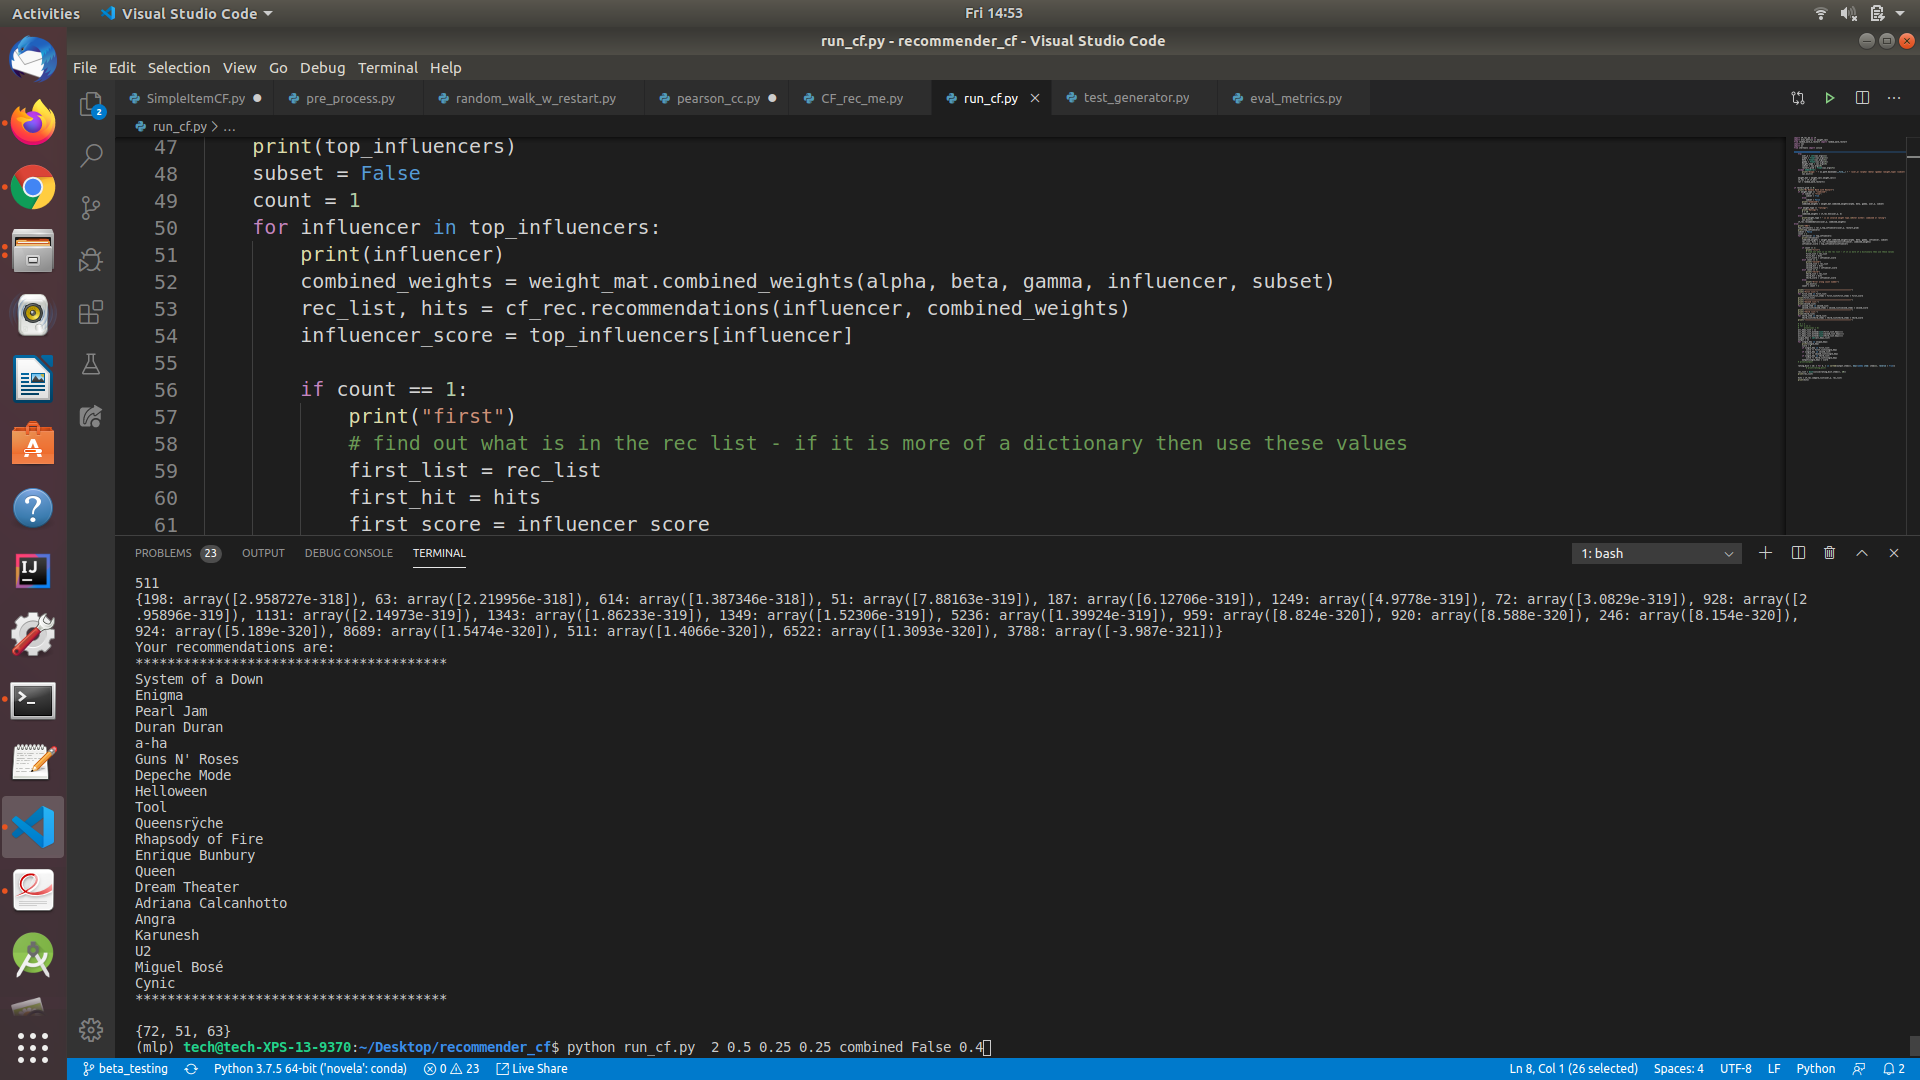 Activities Visual Studio Code Fri 14:53
run_cf.py - recommender_cf - Visual Studio Code
File Edit Selection View Go Debug Terminal Help
SimpleItemCF.py pre_process.py random_walk_w_restart.py pearson_cc.py CF_rec_me.py run_cf.py test_generator.py eval_metrics.py
2
run_cf.py > ...
47 print(top_influencers)
48 subset = False
49 count = 1
50 for influencer in top_influencers:
51 print(influencer)
52 combined_weights = weight_mat.combined_weights(alpha, beta, gamma, influencer, subset)
53 rec_list, hits = cf_rec.recommendations(influencer, combined_weights)
54 influencer_score = top_influencers[influencer]
55
56 if count == 1:
57 print("first")
58 # find out what is in the rec list - if it is more of a dictionary then use these values
59 first_list = rec_list
60 first_hit = hits
61 first_score = influencer_score
PROBLEMS 23 OUTPUT DEBUG CONSOLE TERMINAL 1: bash
511
{198: array([2.958727e-318]), 63: array([2.219956e-318]), 614: array([1.387346e-318]), 51: array([7.88163e-319]), 187: array([6.12706e-319]), 1249: array([4.9778e-319]), 72: array([3.0829e-319]), 928: array([2
.95896e-319]), 1131: array([2.14973e-319]), 1343: array([1.86233e-319]), 1349: array([1.52306e-319]), 5236: array([1.39924e-319]), 959: array([8.824e-320]), 920: array([8.588e-320]), 246: array([8.154e-320]),
924: array([5.189e-320]), 8689: array([1.5474e-320]), 511: array([1.4066e-320]), 6522: array([1.3093e-320]), 3788: array([-3.987e-321])}
Your recommendations are:
***************************************
System of a Down
Enigma
Pearl Jam
Duran Duran
a-ha
Guns N' Roses
Depeche Mode
Helloween
Tool
Queensrÿche
Rhapsody of Fire
Enrique Bunbury
Queen
Dream Theater
Adriana Calcanhotto
Angra
Karunesh
U2
Miguel Bosé
Cynic
***************************************
{72, 51, 63}
(mlp) tech@tech-XPS-13-9370:~/Desktop/recommender_cf$ python run_cf.py  2 0.5 0.25 0.25 combined False 0.4
beta_testing Python 3.7.5 64-bit ('novela': conda) 0 23 Live Share Ln 8, Col 1 (26 selected) Spaces: 4 UTF-8 LF Python 2